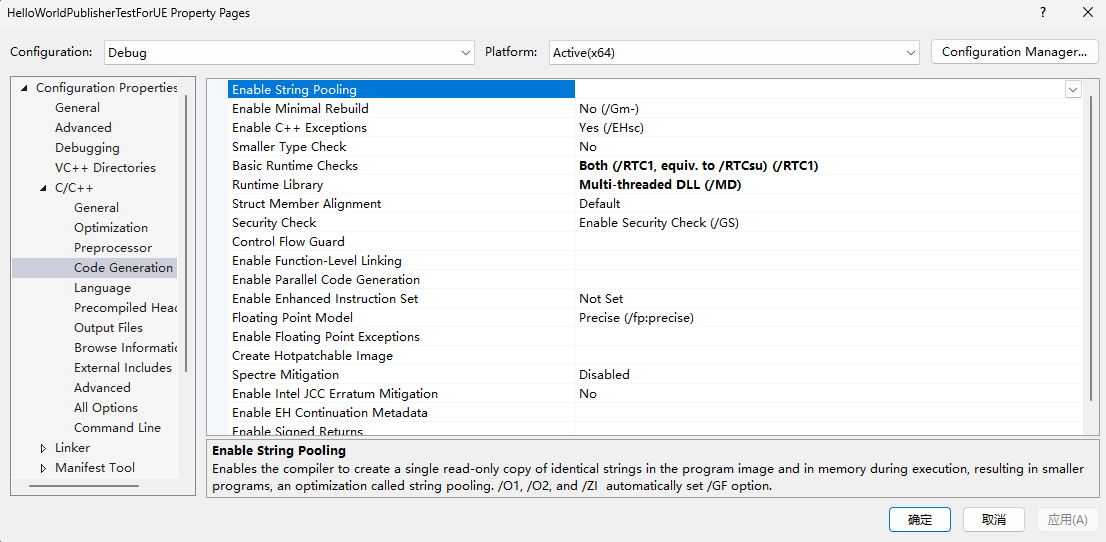 HelloWorldPublisherTestForUE Property Pages
?
Configuration:
Debug
Platform:
Active(x64)
Configuration Manager...
Configuration Properties
General
Advanced
Debugging
VC++ Directories
C/C++
General
Optimization
Preprocessor
Code Generation
Language
Precompiled Head
Output Files
Browse Informatic
External Includes
Advanced
All Options
Command Line
Linker
Manifest Tool
Enable String Pooling
Enable Minimal Rebuild No (/Gm-)
Enable C++ Exceptions Yes (/EHsc)
Smaller Type Check No
Basic Runtime Checks Both (/RTC1, equiv. to /RTCsu) (/RTC1)
Runtime Library Multi-threaded DLL (/MD)
Struct Member Alignment Default
Security Check Enable Security Check (/GS)
Control Flow Guard
Enable Function-Level Linking
Enable Parallel Code Generation
Enable Enhanced Instruction Set Not Set
Floating Point Model Precise (/fp:precise)
Enable Floating Point Exceptions
Create Hotpatchable Image
Spectre Mitigation Disabled
Enable Intel JCC Erratum Mitigation No
Enable EH Continuation Metadata
Enable Signed Returns
Enable String Pooling
Enables the compiler to create a single read-only copy of identical strings in the program image and in memory during execution, resulting in smaller
programs, an optimization called string pooling. /O1, /O2, and /ZI automatically set /GF option.
确定
取消
应用(A)